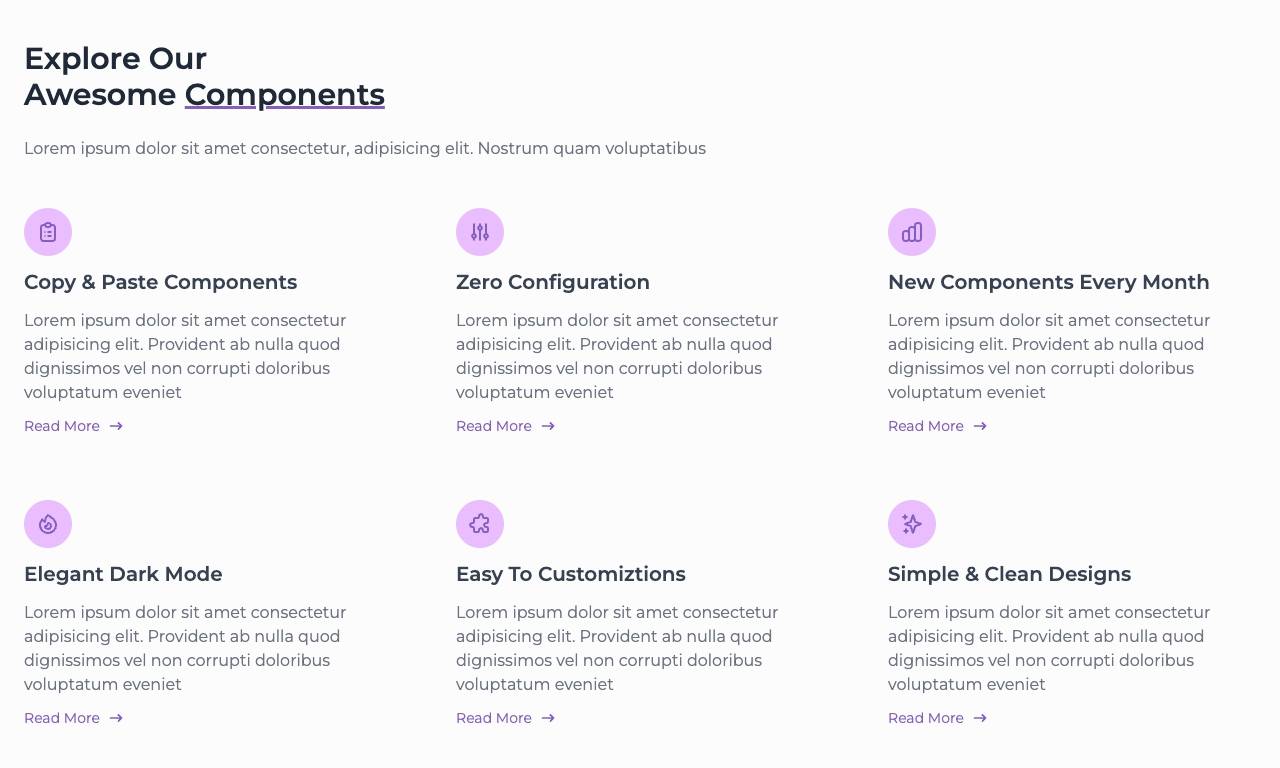 Explore Our
Awesome Components
Lorem ipsum dolor sit amet consectetur, adipisicing elit. Nostrum quam voluptatibus
Copy & Paste Components
Lorem ipsum dolor sit amet consectetur
adipisicing elit. Provident ab nulla quod
dignissimos vel non corrupti doloribus
voluptatum eveniet
Read More
Zero Configuration
Lorem ipsum dolor sit amet consectetur
adipisicing elit. Provident ab nulla quod
dignissimos vel non corrupti doloribus
voluptatum eveniet
Read More
New Components Every Month
Lorem ipsum dolor sit amet consectetur
adipisicing elit. Provident ab nulla quod
dignissimos vel non corrupti doloribus
voluptatum eveniet
Read More
Elegant Dark Mode
Lorem ipsum dolor sit amet consectetur
adipisicing elit. Provident ab nulla quod
dignissimos vel non corrupti doloribus
voluptatum eveniet
Read More
Easy To Customiztions
Lorem ipsum dolor sit amet consectetur
adipisicing elit. Provident ab nulla quod
dignissimos vel non corrupti doloribus
voluptatum eveniet
Read More
Simple & Clean Designs
Lorem ipsum dolor sit amet consectetur
adipisicing elit. Provident ab nulla quod
dignissimos vel non corrupti doloribus
voluptatum eveniet
Read More